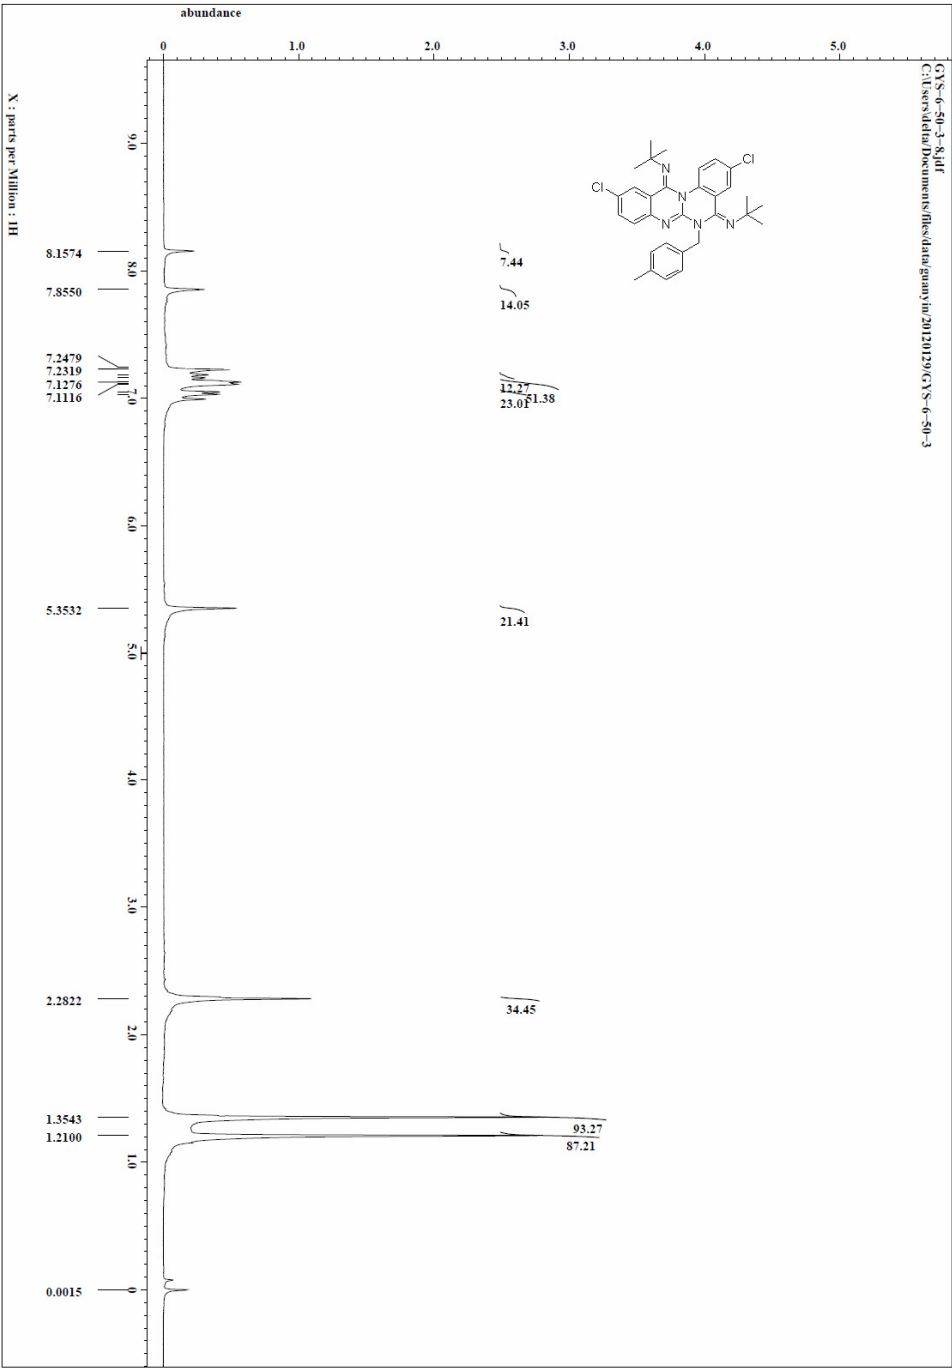 abundance
0 1.0 2.0 3.0 4.0 5.0
GYS-6-50-3-8.jdf
C:\Users\delta\Documents\files\data\guanyin\20120129\GYS-6-50-3
9.0
8.0
7.0
6.0
5.0
4.0
3.0
2.0
1.0
0
X : parts per Million : 1H
8.1574
7.8550
7.2479
7.2319
7.1276
7.1116
5.3532
2.2822
1.3543
1.2100
0.0015
7.44
14.05
12.27
51.38
23.01
21.41
34.45
93.27
87.21
N
Cl
Cl
N
N
N
N